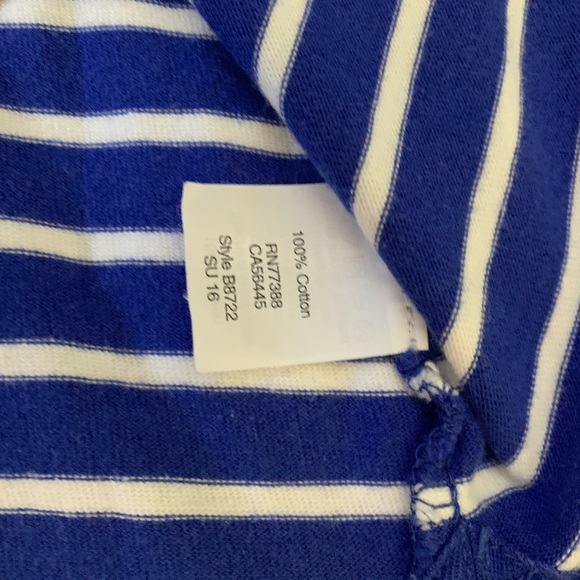 100% Cotton
RN77388
CA56445
Style B8722
SU 16